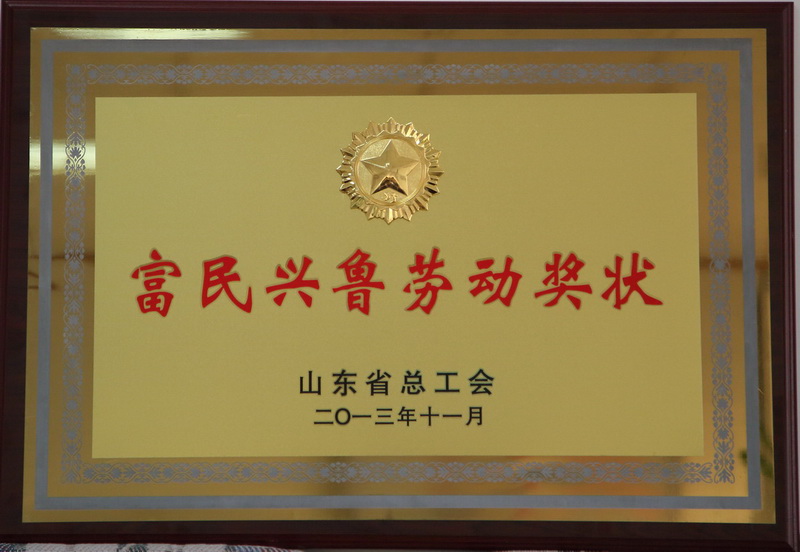 富民兴鲁劳动奖状
山东省总工会
二〇一三年十一月